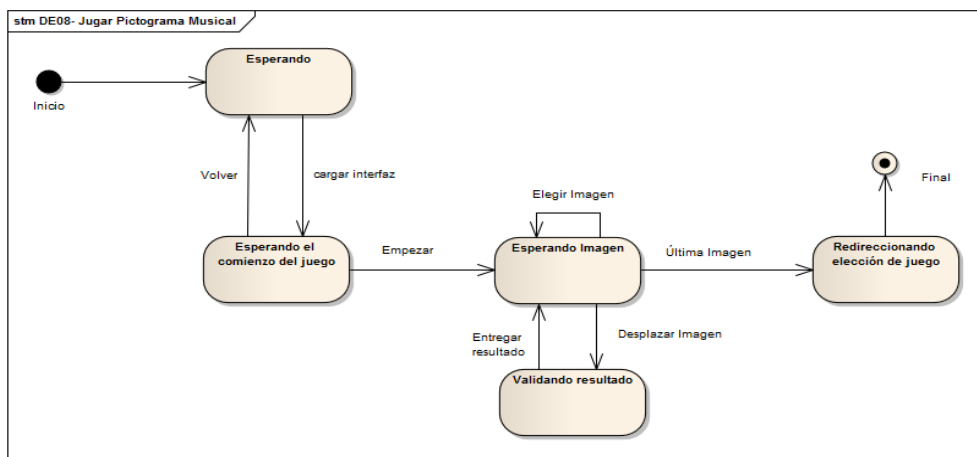 stm DE08- Jugar Pictograma Musical
Esperando
Inicio
Volver
cargar interfaz
Final
Elegir Imagen
Esperando el
comienzo del juego
Empezar
Esperando Imagen
Última Imagen
Redireccionando
elección de juego
Entregar
resultado
Desplazar Imagen
Validando resultado